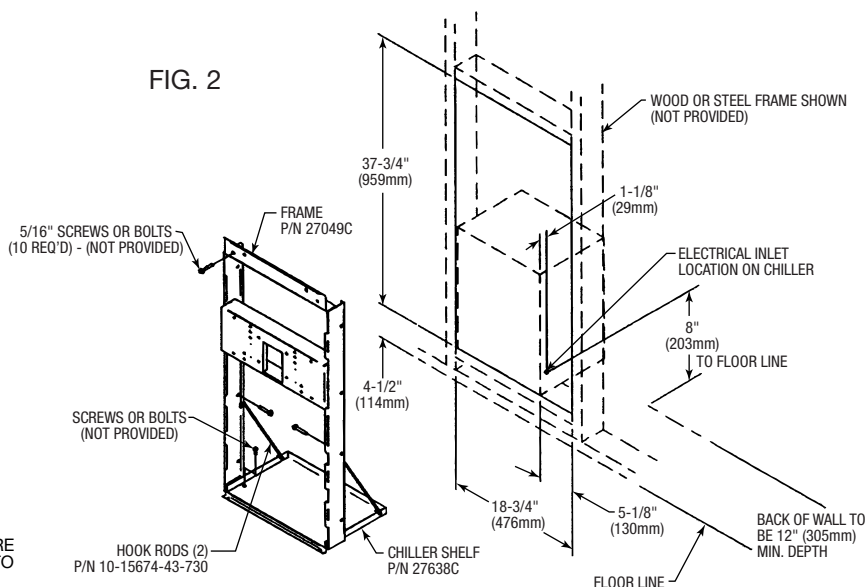 FIG. 2
WOOD OR STEEL FRAME SHOWN
(NOT PROVIDED)
37-3/4"
(959mm)
1-1/8"
(29mm)
FRAME
P/N 27049C
5/16" SCREWS OR BOLTS
(10 REQ'D) - (NOT PROVIDED)
ELECTRICAL INLET
LOCATION ON CHILLER
8"
(203mm)
TO FLOOR LINE
4-1/2"
(114mm)
SCREWS OR BOLTS
(NOT PROVIDED)
18-3/4"
(476mm)
5-1/8"
(130mm)
BACK OF WALL TO
BE 12" (305mm)
MIN. DEPTH
HOOK RODS (2)
P/N 10-15674-43-730
CHILLER SHELF
P/N 27638C
FLOOR LINE
RE
TO